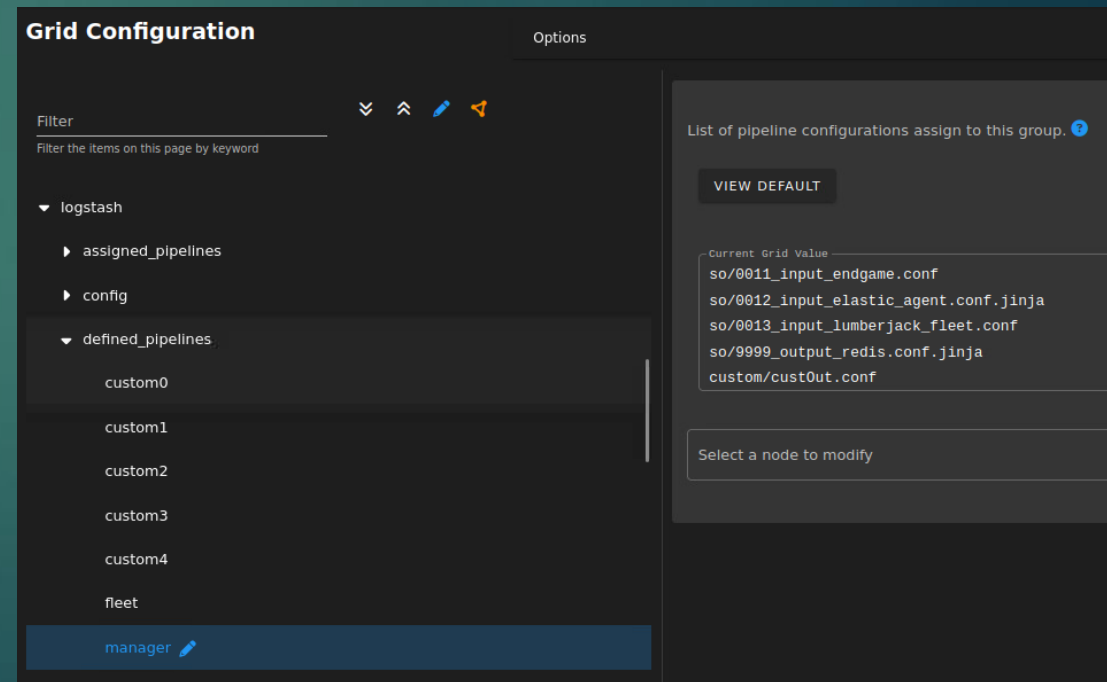 Grid Configuration
Options
Filter
Filter the items on this page by keyword
logstash
assigned_pipelines
config
defined_pipelines
custom0
custom1
custom2
custom3
custom4
fleet
manager
List of pipeline configurations assign to this group. ?
VIEW DEFAULT
Current Grid Value
so/0011_input_endgame.conf
so/0012_input_elastic_agent.conf.jinja
so/0013_input_lumberjack_fleet.conf
so/9999_output_redis.conf.jinja
custom/custOut.conf
Select a node to modify